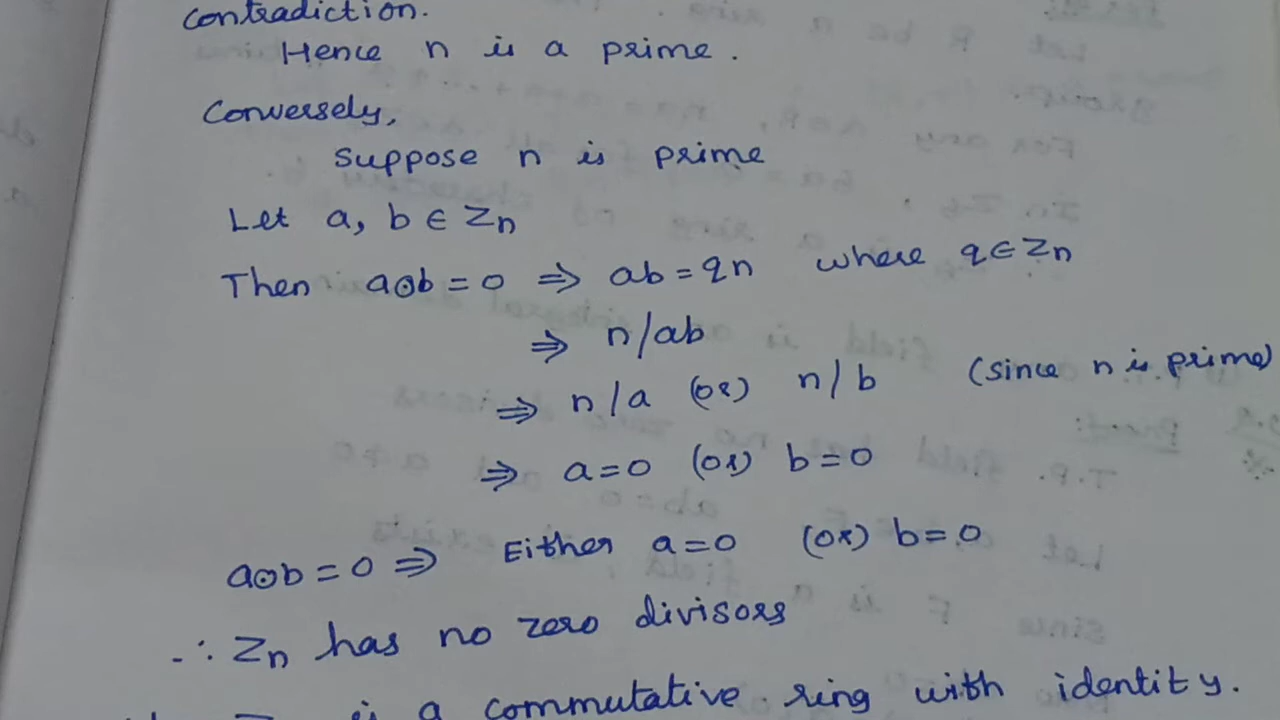 contradiction.
Hence n is a prime.
Conversely,
Suppose n is prime
Let a, b ∈ Zn
Then a⊙b = 0 ⇒ ab = qn where q ∈ Zn
⇒ n/ab
⇒ n/a (or) n/b (since n is prime)
⇒ a=0 (or) b=0
a⊙b = 0 ⇒ Either a=0 (or) b=0
∴ Zn has no zero divisors
is a commutative ring with identity.